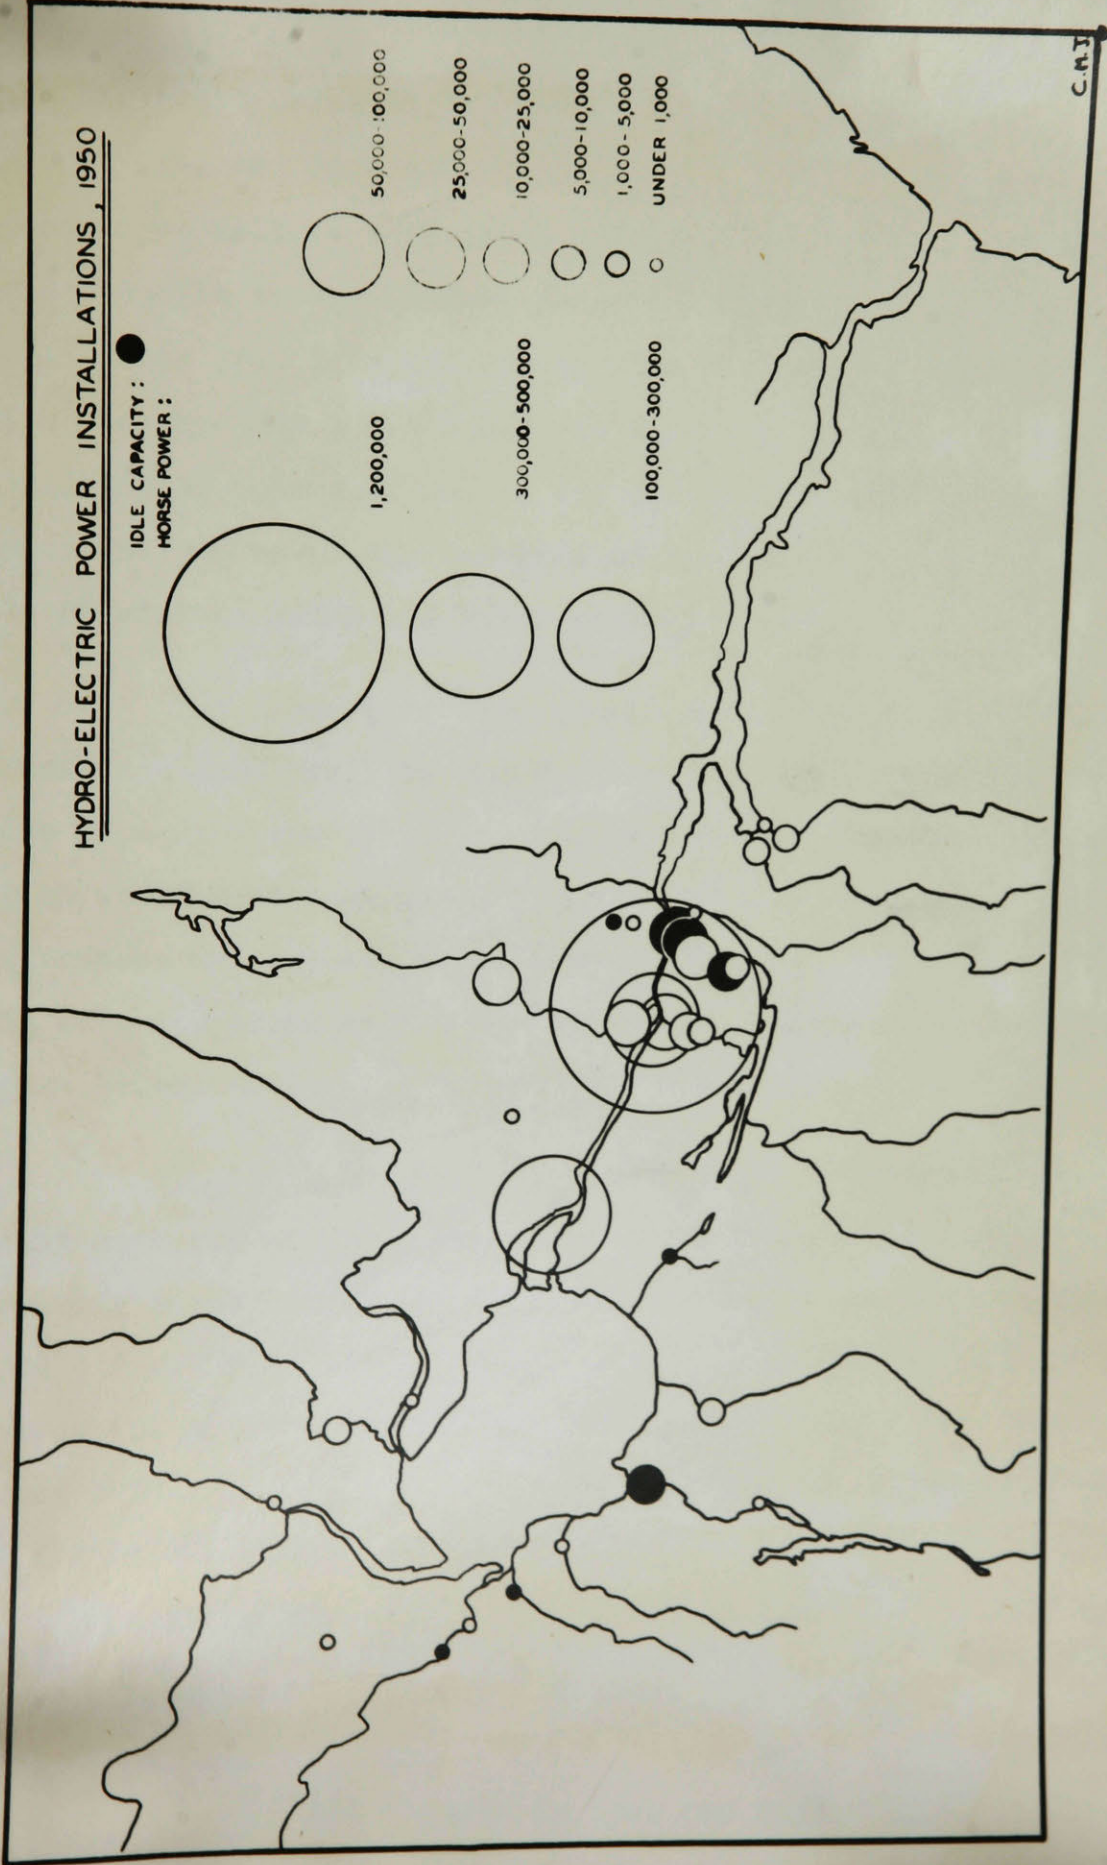 HYDRO-ELECTRIC POWER INSTALLATIONS, 1950
IDLE CAPACITY:
HORSE POWER:
1,200,000
300,000-500,000
100,000-300,000
50,000-100,000
25,000-50,000
10,000-25,000
5,000-10,000
1,000-5,000
UNDER 1,000
C.M.J.